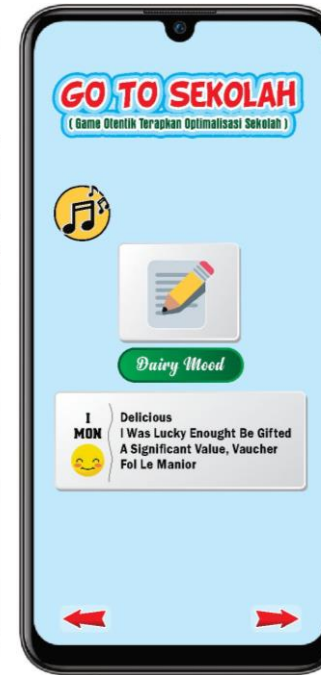 GO TO SEKOLAH
( Game Otentik Terapkan Optimalisasi Sekolah )
Dairy Mood
I
MON
Delicious
I Was Lucky Enought Be Gifted
A Significant Value, Vaucher
Fol Le Manior